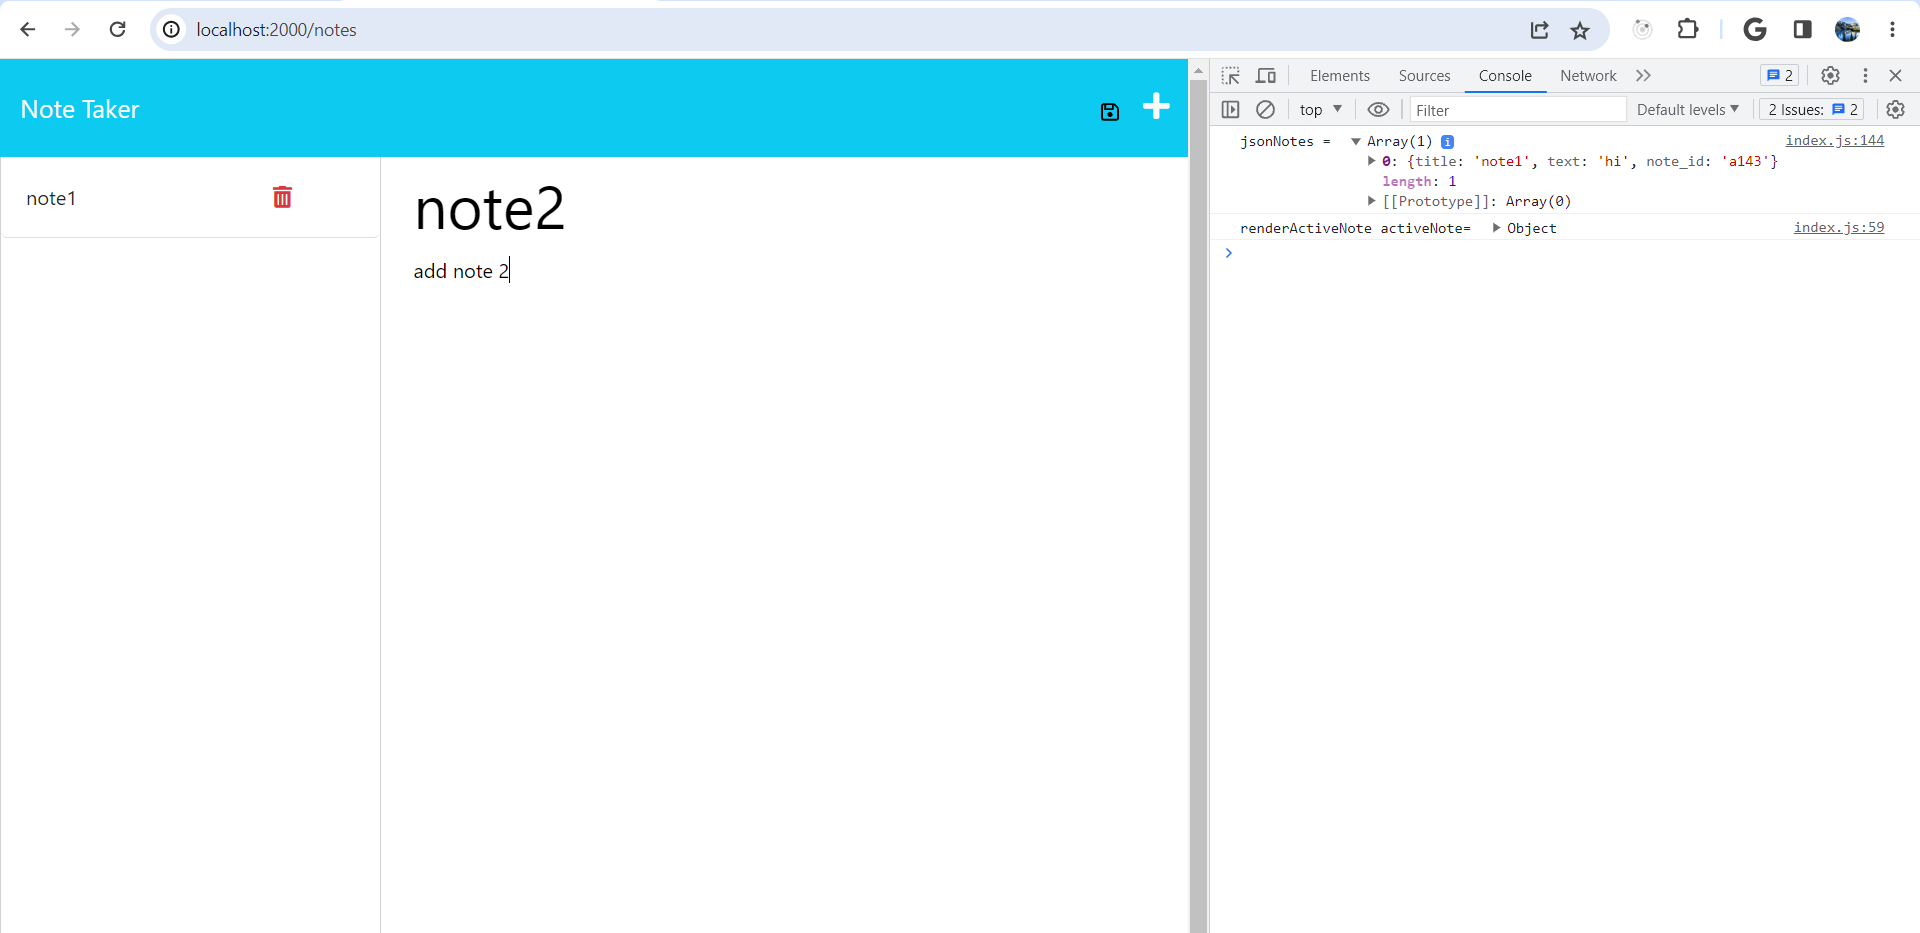 localhost:2000/notes
Note Taker
note1
note2
add note 2
Elements Sources Console Network 2
top Filter Default levels 2 Issues: 2
jsonNotes = Array(1) i index.js:144
0: {title: 'note1', text: 'hi', note_id: 'a143'}
length: 1
[[Prototype]]: Array(0)
renderActiveNote activeNote= Object index.js:59